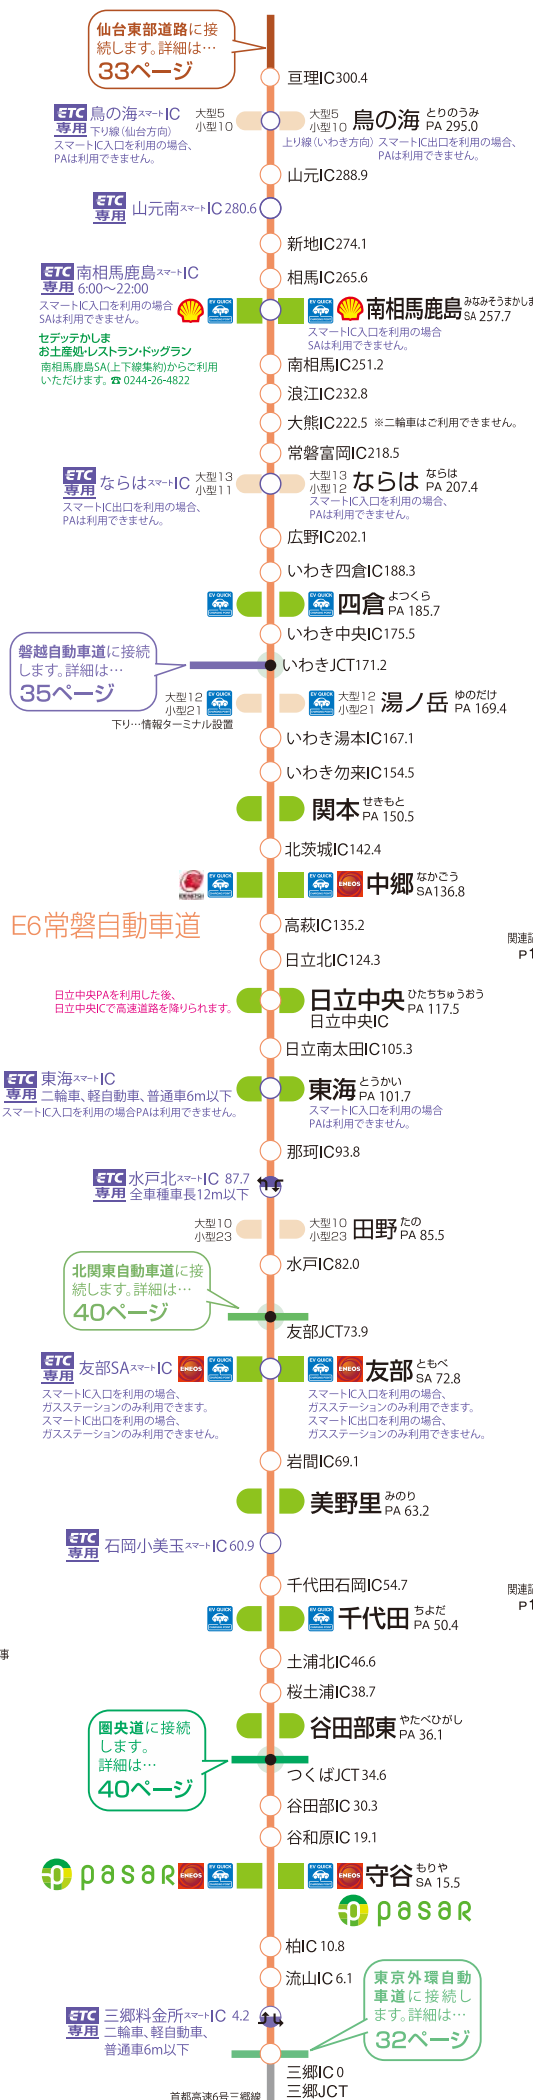 仙台東部道路に接
続します。詳細は…
33ページ
亘理IC300.4
ETC
専用
鳥の海スマートIC
下り線(仙台方向)
スマートIC入口を利用の場合、
PAは利用できません。
大型5
小型10
大型5
小型10
鳥の海 とりのうみ
PA 295.0
上り線(いわき方向)
スマートIC出口を利用の場合、
PAは利用できません。
山元IC288.9
ETC
専用
山元南スマートIC 280.6
新地IC274.1
相馬IC265.6
ETC
専用
南相馬鹿島スマートIC
6:00〜22:00
スマートIC入口を利用の場合
SAは利用できません。
EV QUICK
EV QUICK
南相馬鹿島 みなみそうまかしま
SA 257.7
スマートIC入口を利用の場合
SAは利用できません。
セデッテかしま
お土産処・レストラン・ドッグラン
南相馬鹿島SA(上下線集約)からご利用
いただけます。☎0244-26-4822
南相馬IC251.2
浪江IC232.8
大熊IC222.5 ※二輪車はご利用できません。
常磐富岡IC218.5
ETC
専用
ならはスマートIC
スマートIC出口を利用の場合、
PAは利用できません。
大型13
小型11
大型13
小型12
ならは ならは
PA 207.4
スマートIC入口を利用の場合、
PAは利用できません。
広野IC202.1
いわき四倉IC188.3
EV QUICK
EV QUICK
四倉 よつくら
PA 185.7
いわき中央IC175.5
磐越自動車道に接続
します。詳細は…
35ページ
いわきJCT171.2
大型12
小型21
EV QUICK
下り…情報ターミナル設置
EV QUICK
大型12
小型21
湯ノ岳 ゆのだけ
PA 169.4
いわき湯本IC167.1
いわき勿来IC154.5
関本 せきもと
PA 150.5
北茨城IC142.4
EV QUICK
EV QUICK
ENEOS
中郷 なかごう
SA136.8
E6常磐自動車道
高萩IC135.2
日立北IC124.3
日立中央PAを利用した後、
日立中央ICで高速道路を降りられます。
日立中央 ひたちちゅうおう
PA 117.5
日立中央IC
日立南太田IC105.3
ETC
専用
東海スマートIC
二輪車、軽自動車、普通車6m以下
スマートIC入口を利用の場合PAは利用できません。
東海 とうかい
PA 101.7
スマートIC入口を利用の場合
PAは利用できません。
那珂IC93.8
ETC
専用
水戸北スマートIC 87.7
全車種車長12m以下
大型10
小型23
大型10
小型23
田野 たの
PA 85.5
水戸IC82.0
北関東自動車道に接
続します。詳細は…
40ページ
友部JCT73.9
ETC
専用
友部SAスマートIC
ENEOS
EV QUICK
EV QUICK
ENEOS
友部 ともべ
SA 72.8
スマートIC入口を利用の場合、
ガスステーションのみ利用できます。
スマートIC出口を利用の場合、
ガスステーションのみ利用できません。
スマートIC入口を利用の場合、
ガスステーションのみ利用できます。
スマートIC出口を利用の場合、
ガスステーションのみ利用できません。
岩間IC69.1
美野里 みのり
PA 63.2
ETC
専用
石岡小美玉スマートIC 60.9
千代田石岡IC54.7
EV QUICK
EV QUICK
千代田 ちよだ
PA 50.4
土浦北IC46.6
桜土浦IC38.7
谷田部東 やたべひがし
PA 36.1
圏央道に接続
します。
詳細は…
40ページ
つくばJCT34.6
谷田部IC 30.3
谷和原IC 19.1
pasar
ENEOS
EV QUICK
EV QUICK
ENEOS
守谷 もりや
SA 15.5
pasar
柏IC 10.8
流山IC 6.1
東京外環自動
車道に接続し
ます。詳細は…
32ページ
ETC
専用
三郷料金所スマートIC 4.2
二輪車、軽自動車、
普通車6m以下
三郷IC 0
三郷JCT
首都高速6号三郷線
事